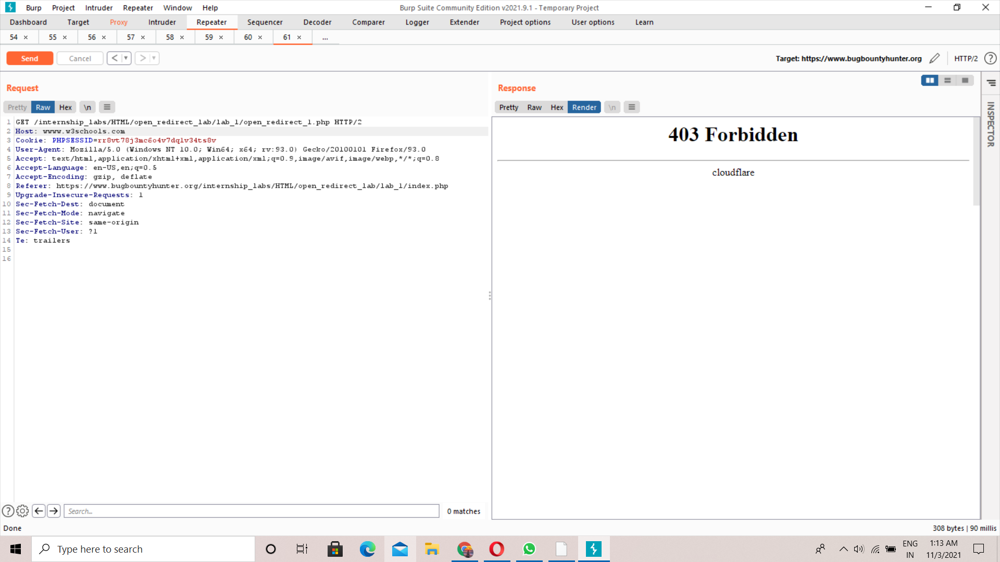 Burp Project Intruder Repeater Window Help
Burp Suite Community Edition v2021.9.1 - Temporary Project
Dashboard Target Proxy Intruder Repeater Sequencer Decoder Comparer Logger Extender Project options User options Learn
54 × 55 × 56 × 57 × 58 × 59 × 60 × 61 × ...
Send Cancel < >
Target: https://www.bugbountyhunter.org HTTP/2 ?
Request
Pretty Raw Hex \n
1 GET /internship_labs/HTML/open_redirect_lab/lab_1/open_redirect_1.php HTTP/2
2 Host: wwww.w3schools.com
3 Cookie: PHPSESSID=rr8vt78j3mc6o4v7dqlv34ts8v
4 User-Agent: Mozilla/5.0 (Windows NT 10.0; Win64; x64; rv:93.0) Gecko/20100101 Firefox/93.0
5 Accept: text/html,application/xhtml+xml,application/xml;q=0.9,image/avif,image/webp,*/*;q=0.8
6 Accept-Language: en-US,en;q=0.5
7 Accept-Encoding: gzip, deflate
8 Referer: https://www.bugbountyhunter.org/internship_labs/HTML/open_redirect_lab/lab_1/index.php
9 Upgrade-Insecure-Requests: 1
10 Sec-Fetch-Dest: document
11 Sec-Fetch-Mode: navigate
12 Sec-Fetch-Site: same-origin
13 Sec-Fetch-User: ?1
14 Te: trailers
15
16
? Search... 0 matches
Response
Pretty Raw Hex Render \n
403 Forbidden
cloudflare
INSPECTOR
Done
308 bytes | 90 millis
Type here to search
ENG
IN
1:13 AM
11/3/2021